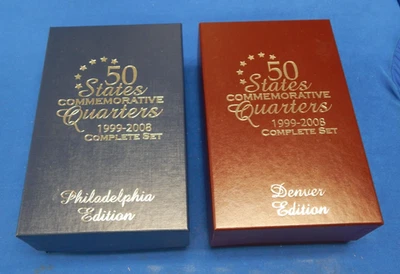 50
States
COMMEMORATIVE
Quarters
1999-2008
COMPLETE SET
Philadelphia
Edition
50
States
COMMEMORATIVE
Quarters
1999-2008
COMPLETE SET
Denver
Edition